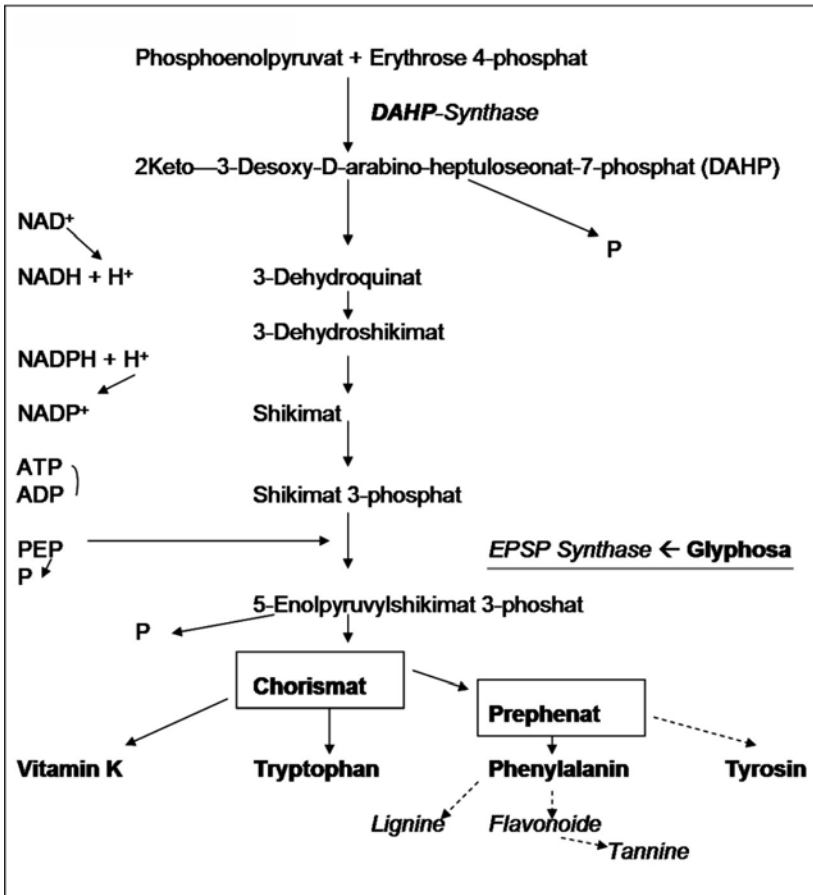 Phosphoenolpyruvat + Erythrose 4-phosphat
DAHP-Synthase
2Keto—3-Desoxy-D-arabino-heptuloseonat-7-phosphat (DAHP)
NAD⁺
P
NADH + H⁺
3-Dehydroquinat
3-Dehydroshikimat
NADPH + H⁺
NADP⁺
Shikimat
ATP
ADP
Shikimat 3-phosphat
PEP
EPSP Synthase ← Glyphosa
P
5-Enolpyruvylshikimat 3-phoshat
P
Chorismat
Prephenat
Vitamin K
Tryptophan
Phenylalanin
Tyrosin
Lignine
Flavonoide
Tannine